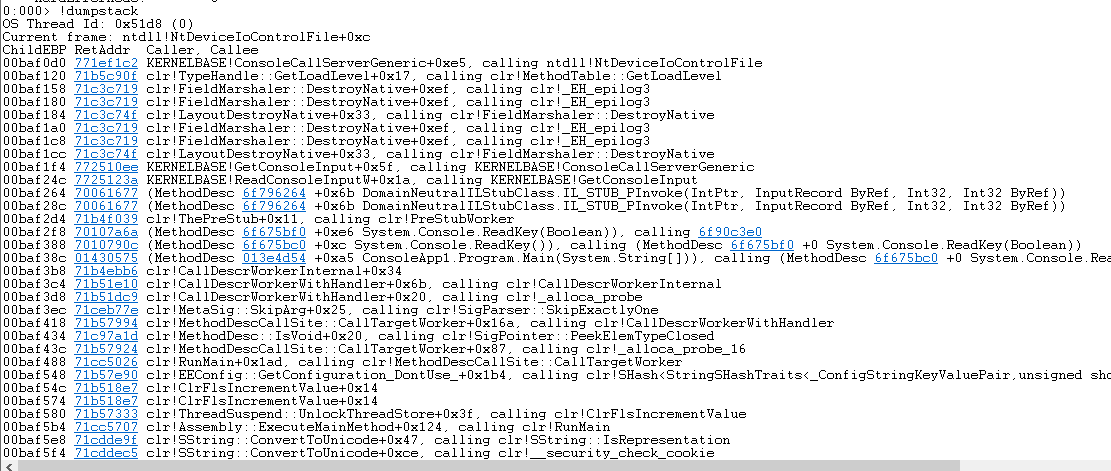 0:000> !dumpstack
OS Thread Id: 0x51d8 (0)
Current frame: ntdll!NtDeviceIoControlFile+0xc
ChildEBP RetAddr  Caller, Callee
00baf0d0 771ef1c2 KERNELBASE!ConsoleCallServerGeneric+0xe5, calling ntdll!NtDeviceIoControlFile
00baf120 71b5c90f clr!TypeHandle::GetLoadLevel+0x17, calling clr!MethodTable::GetLoadLevel
00baf158 71c3c719 clr!FieldMarshaler::DestroyNative+0xef, calling clr!_EH_epilog3
00baf180 71c3c719 clr!FieldMarshaler::DestroyNative+0xef, calling clr!_EH_epilog3
00baf184 71c3c74f clr!LayoutDestroyNative+0x33, calling clr!FieldMarshaler::DestroyNative
00baf1a0 71c3c719 clr!FieldMarshaler::DestroyNative+0xef, calling clr!_EH_epilog3
00baf1c8 71c3c719 clr!FieldMarshaler::DestroyNative+0xef, calling clr!_EH_epilog3
00baf1cc 71c3c74f clr!LayoutDestroyNative+0x33, calling clr!FieldMarshaler::DestroyNative
00baf1f4 772510ee KERNELBASE!GetConsoleInput+0x5f, calling KERNELBASE!ConsoleCallServerGeneric
00baf24c 7725123a KERNELBASE!ReadConsoleInputW+0x1a, calling KERNELBASE!GetConsoleInput
00baf264 70061677 (MethodDesc 6f796264 +0x6b DomainNeutralILStubClass.IL_STUB_PInvoke(IntPtr, InputRecord ByRef, Int32, Int32 ByRef))
00baf28c 70061677 (MethodDesc 6f796264 +0x6b DomainNeutralILStubClass.IL_STUB_PInvoke(IntPtr, InputRecord ByRef, Int32, Int32 ByRef))
00baf2d4 71b4f039 clr!ThePreStub+0x11, calling clr!PreStubWorker
00baf2f8 70107a6a (MethodDesc 6f675bf0 +0xe6 System.Console.ReadKey(Boolean)), calling 6f90c3e0
00baf388 7010790c (MethodDesc 6f675bc0 +0xc System.Console.ReadKey()), calling (MethodDesc 6f675bf0 +0 System.Console.ReadKey(Boolean))
00baf38c 01430575 (MethodDesc 013e4d54 +0xa5 ConsoleApp1.Program.Main(System.String[])), calling (MethodDesc 6f675bc0 +0 System.Console.Rea
00baf3b8 71b4ebb6 clr!CallDescrWorkerInternal+0x34
00baf3c4 71b51e10 clr!CallDescrWorkerWithHandler+0x6b, calling clr!CallDescrWorkerInternal
00baf3d8 71b51dc9 clr!CallDescrWorkerWithHandler+0x20, calling clr!_alloca_probe
00baf3ec 71ceb77e clr!MetaSig::SkipArg+0x25, calling clr!SigParser::SkipExactlyOne
00baf418 71b57994 clr!MethodDescCallSite::CallTargetWorker+0x16a, calling clr!CallDescrWorkerWithHandler
00baf434 71c97a1d clr!MethodDesc::IsVoid+0x20, calling clr!SigPointer::PeekElemTypeClosed
00baf43c 71b57924 clr!MethodDescCallSite::CallTargetWorker+0x87, calling clr!_alloca_probe_16
00baf488 71cc5026 clr!RunMain+0x1ad, calling clr!MethodDescCallSite::CallTargetWorker
00baf548 71b57e90 clr!EEConfig::GetConfiguration_DontUse_+0x1b4, calling clr!SHash<StringSHashTraits<_ConfigStringKeyValuePair,unsigned sho
00baf54c 71b518e7 clr!ClrFlsIncrementValue+0x14
00baf574 71b518e7 clr!ClrFlsIncrementValue+0x14
00baf580 71b57333 clr!ThreadSuspend::UnlockThreadStore+0x3f, calling clr!ClrFlsIncrementValue
00baf5b4 71cc5707 clr!Assembly::ExecuteMainMethod+0x124, calling clr!RunMain
00baf5e8 71cdde9f clr!SString::ConvertToUnicode+0x47, calling clr!SString::IsRepresentation
00baf5f4 71cddec5 clr!SString::ConvertToUnicode+0xce, calling clr!__security_check_cookie